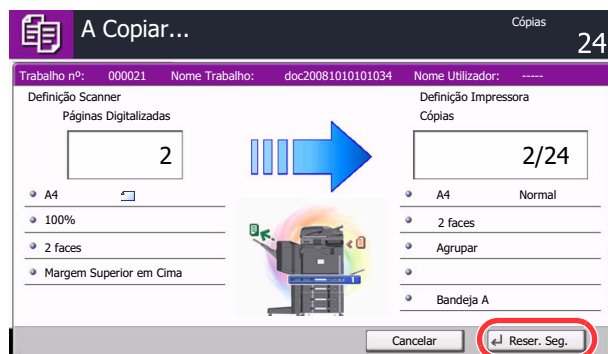 A Copiar...
Cópias
24
Trabalho nº: 000021 Nome Trabalho: doc20081010101034 Nome Utilizador: -----
Definição Scanner
Páginas Digitalizadas
2
A4
100%
2 faces
Margem Superior em Cima
Definição Impressora
Cópias
2/24
A4 Normal
2 faces
Agrupar
Bandeja A
Cancelar
Reser. Seg.